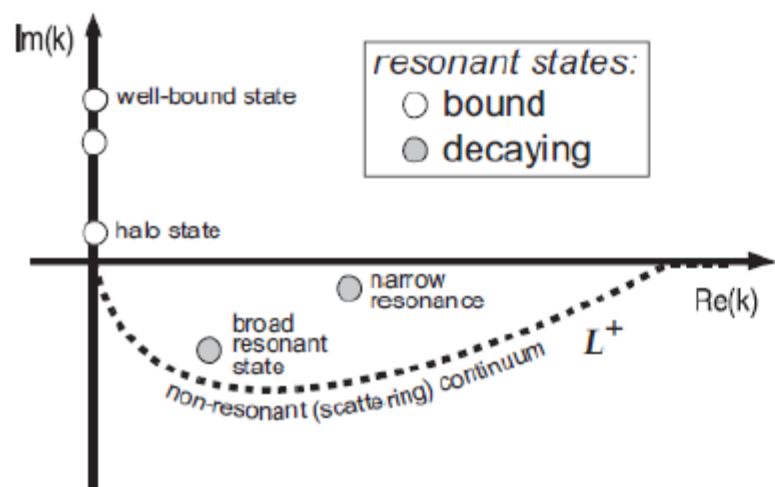 Im(k)
resonant states:
well-bound state
bound
decaying
halo state
narrow
resonance
Re(k)
broad
resonant
state
L+
non-resonant (scattering) continuum